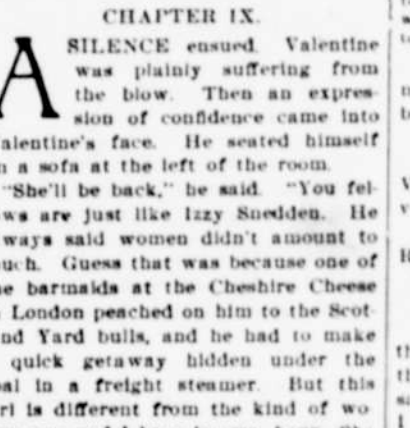 CHAPTER IX.
A SILENCE ensued. Valentine
was plainly suffering from
the blow. Then an expres-
sion of confidence came into
alentine's face. He seated himself
n a sofa at the left of the room.
"She'll be back," he said. "You fel-
ws are just like Izzy Snedden. He
ways said women didn't amount to
uch. Guess that was because one of
e barmaids at the Cheshire Cheese
London peached on him to the Scot-
nd Yard bulls, and he had to make
quick getaway hidden under the
al in a freight steamer. But this
rl is different from the kind of wo